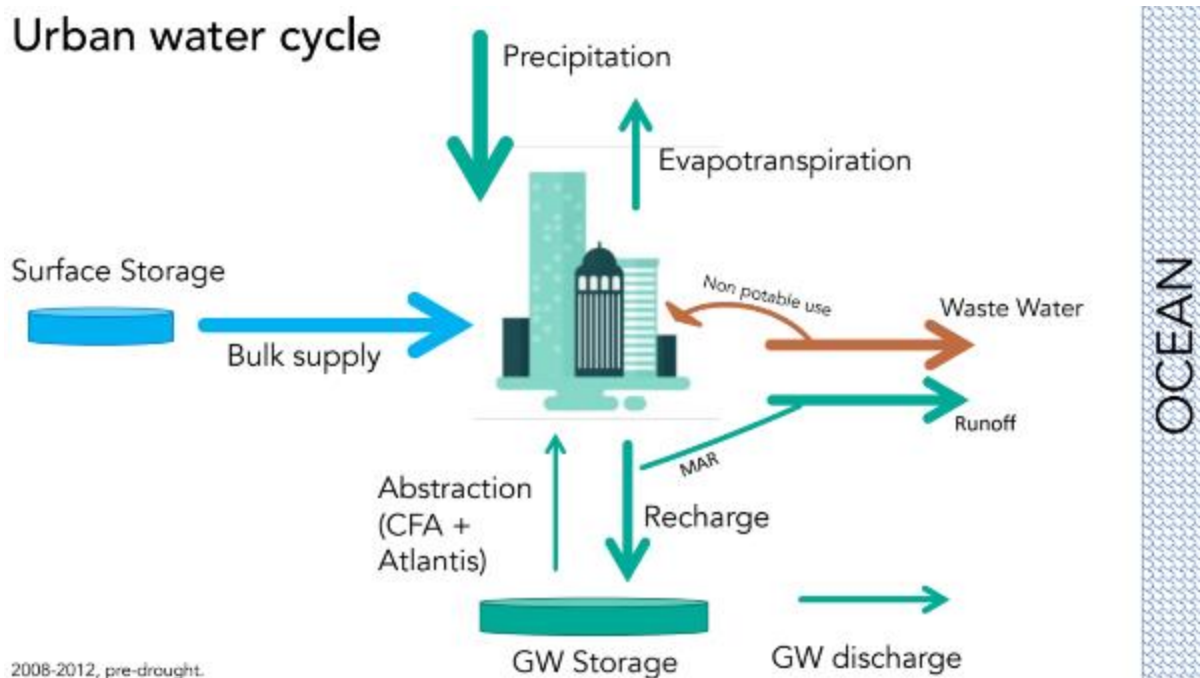 Urban water cycle
Precipitation
Evapotranspiration
Surface Storage
Bulk supply
Non potable use
Waste Water
Runoff
MAR
Abstraction
(CFA +
Atlantis)
Recharge
GW Storage
GW discharge
OCEAN
2008-2012, pre-drought.